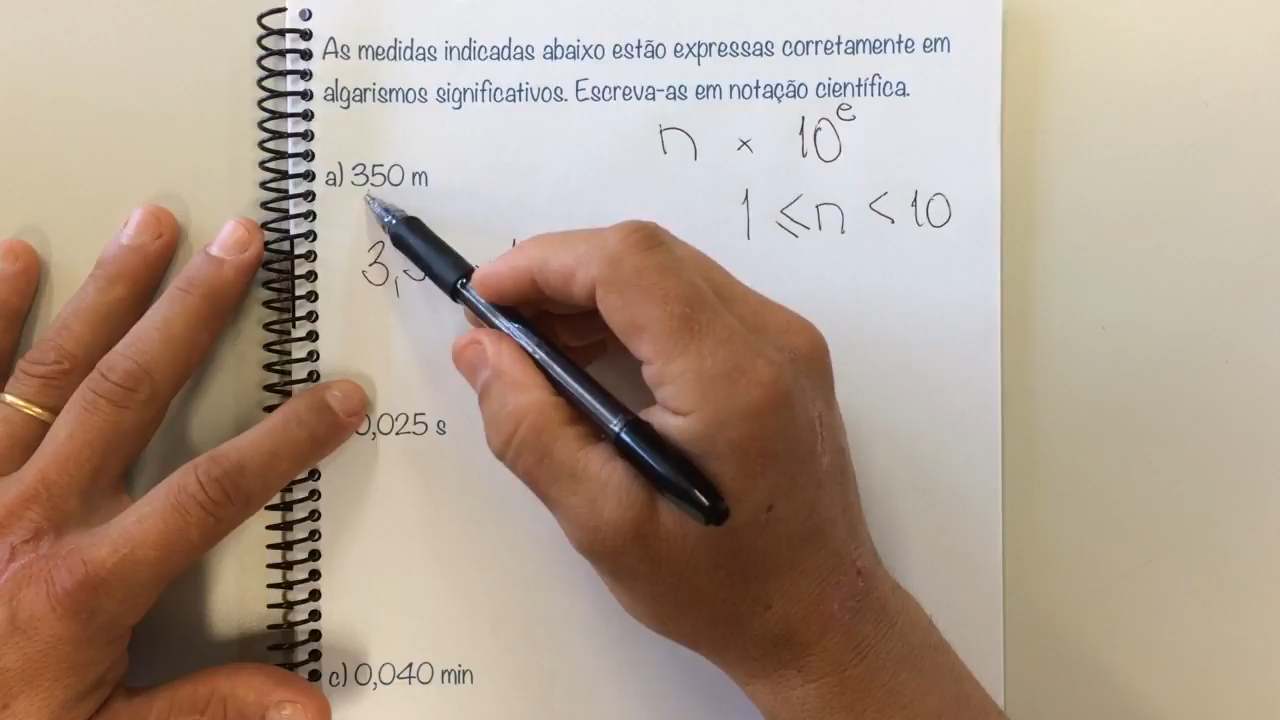 As medidas indicadas abaixo estão expressas corretamente em
algarismos significativos. Escreva-as em notação científica.
n × 10^e
a) 350 m
1 ≤ n < 10
3,
0,025 s
c) 0,040 min